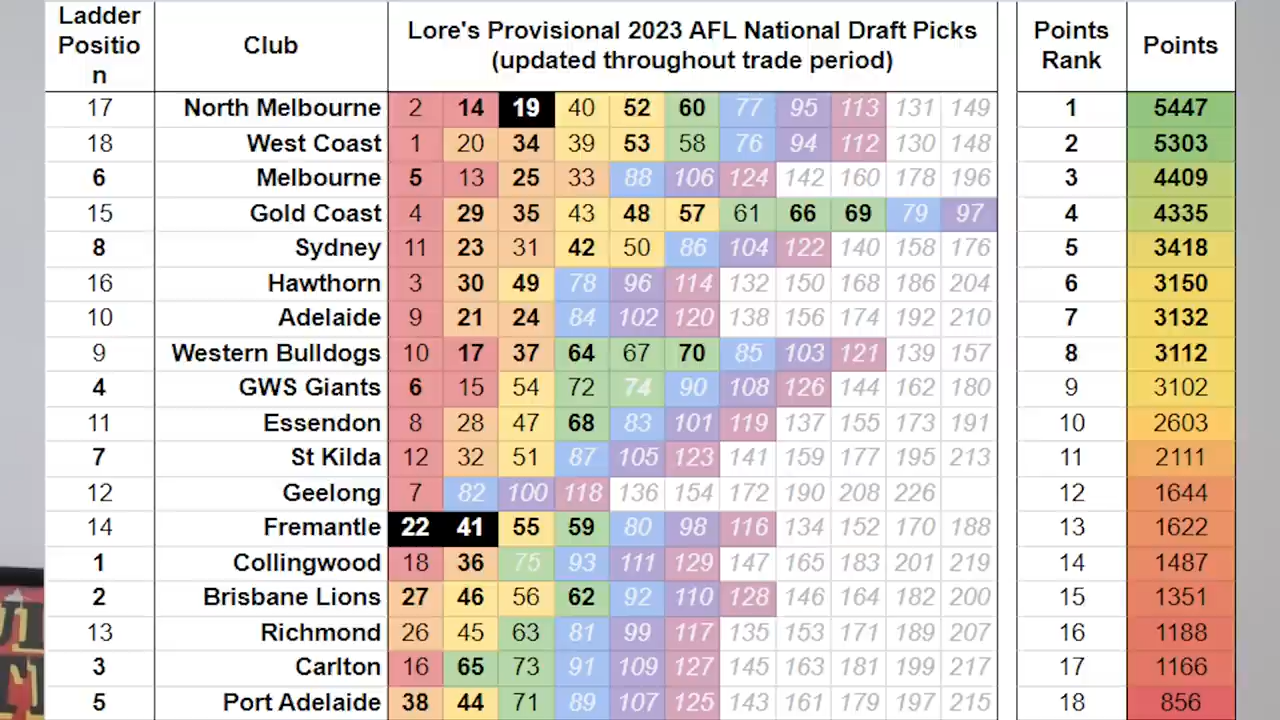 Ladder Positio n Club Lore's Provisional 2023 AFL National Draft Picks (updated throughout trade period) Points Rank Points
17 North Melbourne 2 14 19 40 52 60 77 95 113 131 149 1 5447
18 West Coast 1 20 34 39 53 58 76 94 112 130 148 2 5303
6 Melbourne 5 13 25 33 88 106 124 142 160 178 196 3 4409
15 Gold Coast 4 29 35 43 48 57 61 66 69 79 97 4 4335
8 Sydney 11 23 31 42 50 86 104 122 140 158 176 5 3418
16 Hawthorn 3 30 49 78 96 114 132 150 168 186 204 6 3150
10 Adelaide 9 21 24 84 102 120 138 156 174 192 210 7 3132
9 Western Bulldogs 10 17 37 64 67 70 85 103 121 139 157 8 3112
4 GWS Giants 6 15 54 72 74 90 108 126 144 162 180 9 3102
11 Essendon 8 28 47 68 83 101 119 137 155 173 191 10 2603
7 St Kilda 12 32 51 87 105 123 141 159 177 195 213 11 2111
12 Geelong 7 82 100 118 136 154 172 190 208 226 12 1644
14 Fremantle 22 41 55 59 80 98 116 134 152 170 188 13 1622
1 Collingwood 18 36 75 93 111 129 147 165 183 201 219 14 1487
2 Brisbane Lions 27 46 56 62 92 110 128 146 164 182 200 15 1351
13 Richmond 26 45 63 81 99 117 135 153 171 189 207 16 1188
3 Carlton 16 65 73 91 109 127 145 163 181 199 217 17 1166
5 Port Adelaide 38 44 71 89 107 125 143 161 179 197 215 18 856